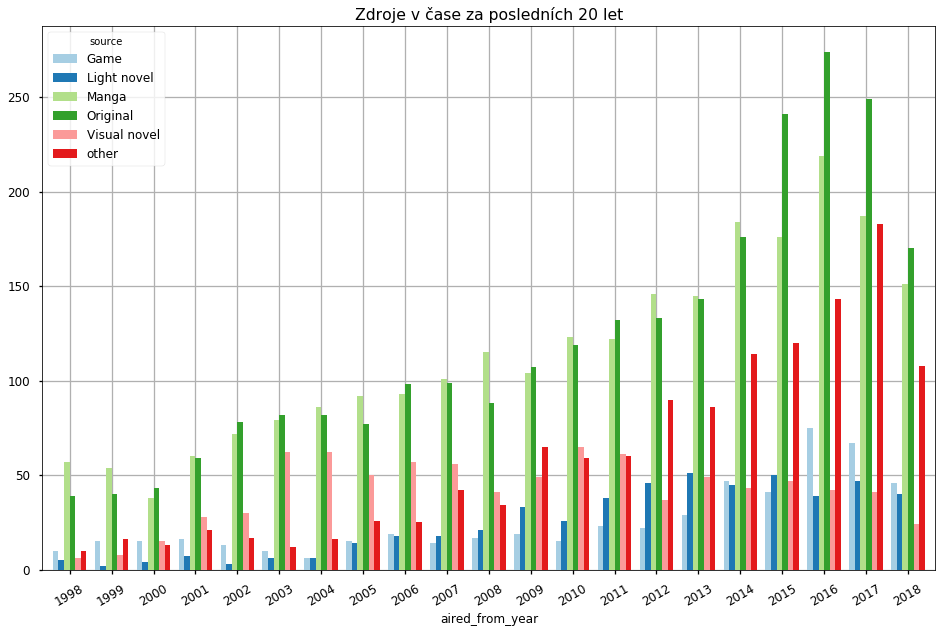 Zdroje v čase za posledních 20 let
source
Game
Light novel
Manga
Original
Visual novel
other
250
200
150
100
50
0
1998 1999 2000 2001 2002 2003 2004 2005 2006 2007 2008 2009 2010 2011 2012 2013 2014 2015 2016 2017 2018
aired_from_year